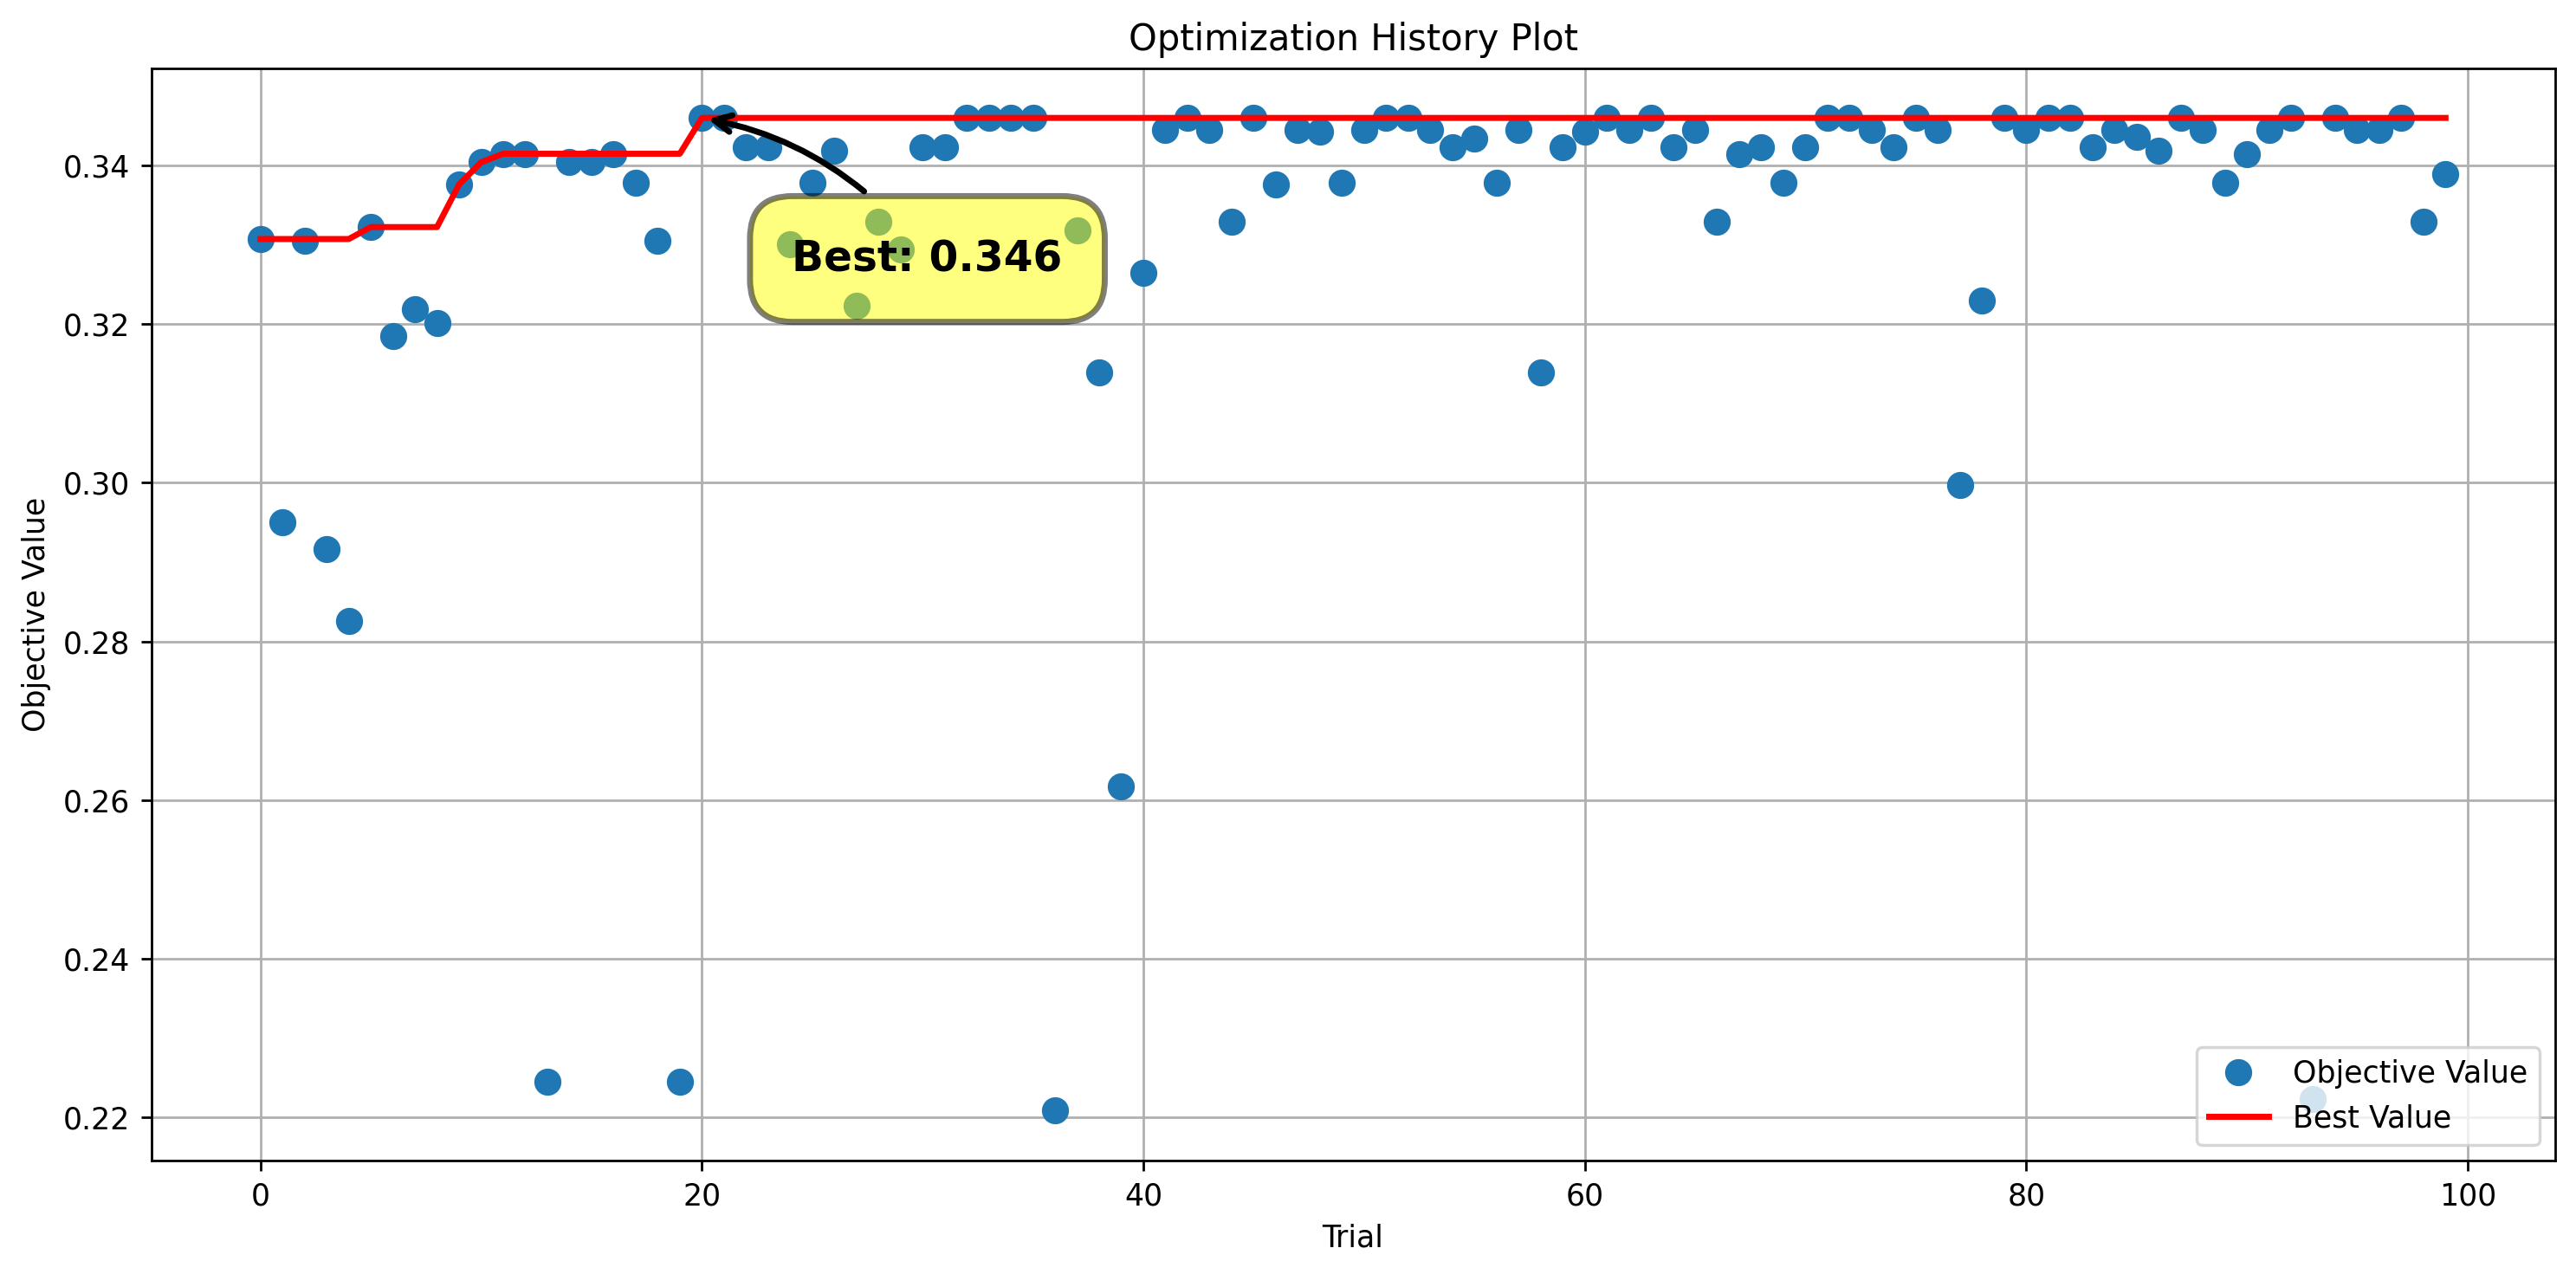 Optimization History Plot
Objective Value
0.34
0.32
0.30
0.28
0.26
0.24
0.22
Best: 0.346
Objective Value
Best Value
0
20
40
60
80
100
Trial